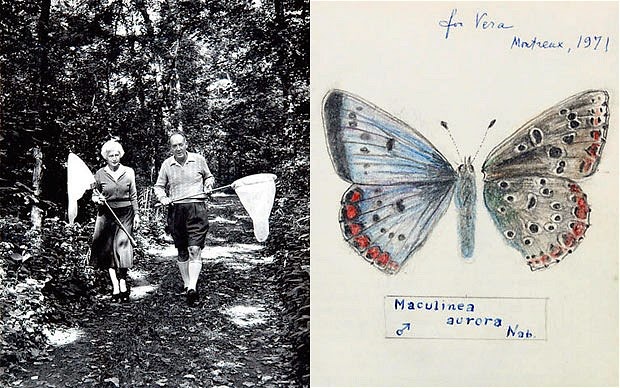 for Vera
Montreux, 1971
Maculinea
aurora
♂ Nab.